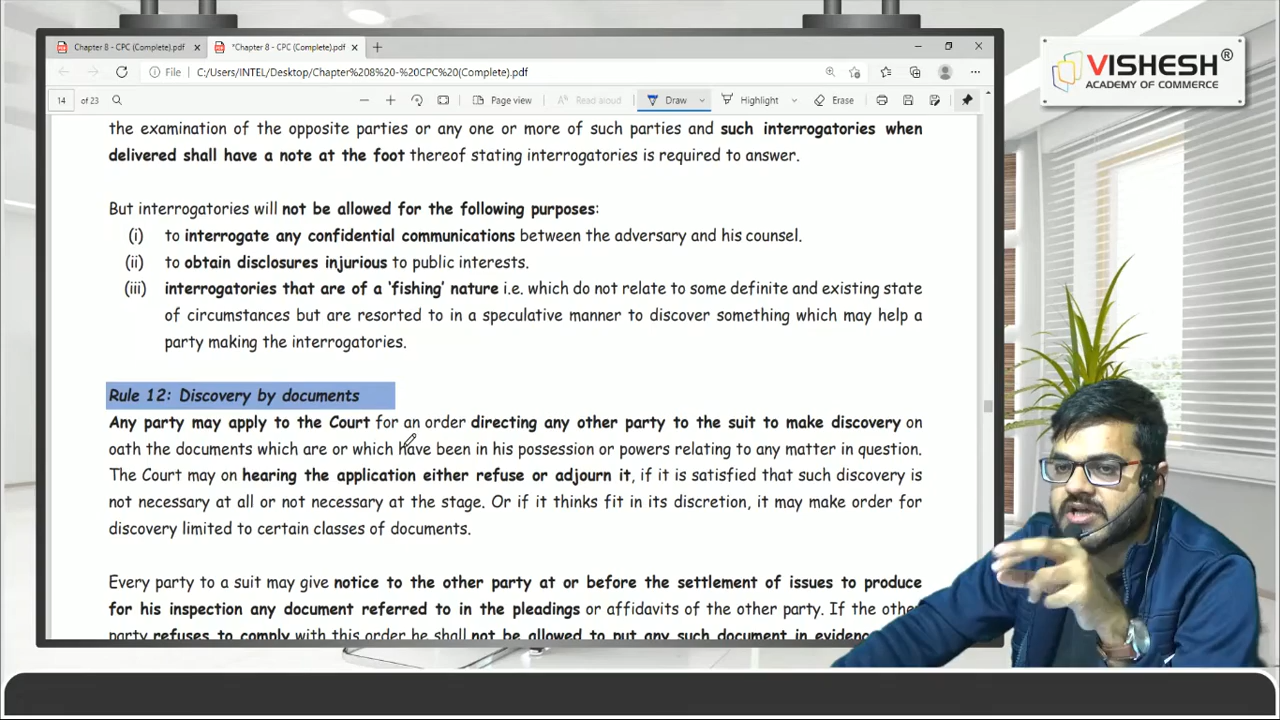 Chapter 8 - CPC (Complete).pdf
*Chapter 8 - CPC (Complete).pdf
File C:/Users/INTEL/Desktop/Chapter%208%20-%20CPC%20(Complete).pdf
14 of 23 Page view Read aloud Draw Highlight Erase
VISHESH®
ACADEMY OF COMMERCE
the examination of the opposite parties or any one or more of such parties and such interrogatories when
delivered shall have a note at the foot thereof stating interrogatories is required to answer.
But interrogatories will not be allowed for the following purposes:
(i) to interrogate any confidential communications between the adversary and his counsel.
(ii) to obtain disclosures injurious to public interests.
(iii) interrogatories that are of a ‘fishing’ nature i.e. which do not relate to some definite and existing state
of circumstances but are resorted to in a speculative manner to discover something which may help a
party making the interrogatories.
Rule 12: Discovery by documents
Any party may apply to the Court for an order directing any other party to the suit to make discovery on
oath the documents which are or which have been in his possession or powers relating to any matter in question.
The Court may on hearing the application either refuse or adjourn it, if it is satisfied that such discovery is
not necessary at all or not necessary at the stage. Or if it thinks fit in its discretion, it may make order for
discovery limited to certain classes of documents.
Every party to a suit may give notice to the other party at or before the settlement of issues to produce
for his inspection any document referred to in the pleadings or affidavits of the other party. If the other
party refuses to comply with this order he shall not be allowed to put any such document in